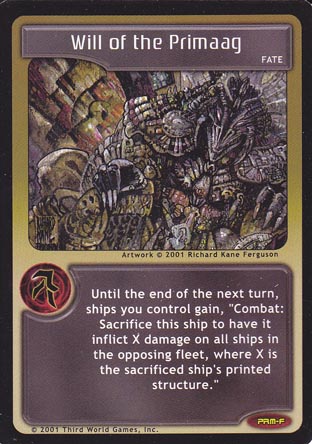 Will of the Primaag
FATE
Artwork © 2001 Richard Kane Ferguson
Until the end of the next turn,
ships you control gain, "Combat:
Sacrifice this ship to have it
inflict X damage on all ships in
the opposing fleet, where X is
the sacrificed ship's printed
structure."
PRM-F
© 2001 Third World Games, Inc.